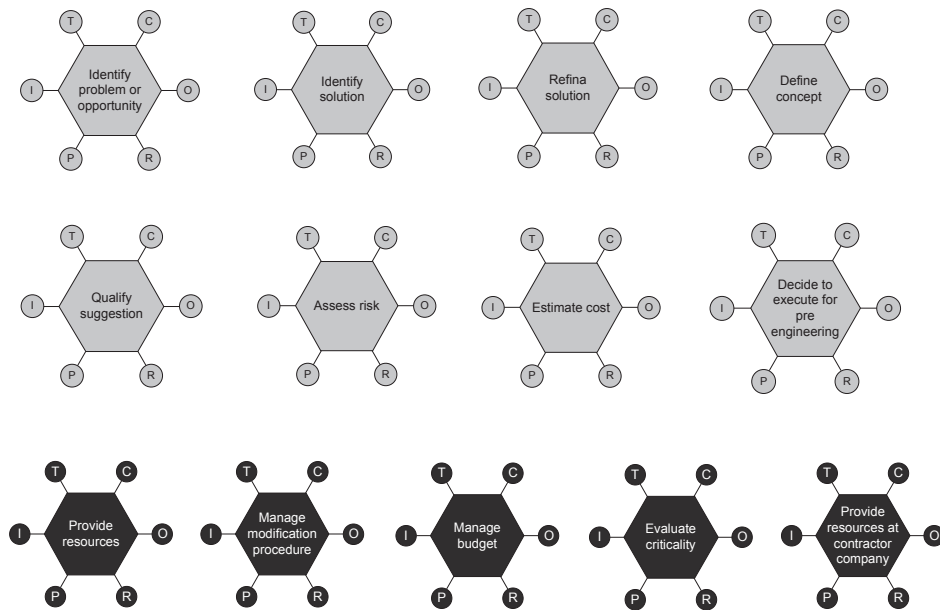 T C T C T C T C
I Identify problem or opportunity O I Identify solution O I Refina solution O I Define concept O
P R P R P R P R
T C T C T C T C
I Qualify suggestion O I Assess risk O I Estimate cost O I Decide to execute for pre engineering O
P R P R P R P R
T C T C T C T C T C
I Provide resources O I Manage modification procedure O I Manage budget O I Evaluate criticality O I Provide resources at contractor company O
P R P R P R P R P R